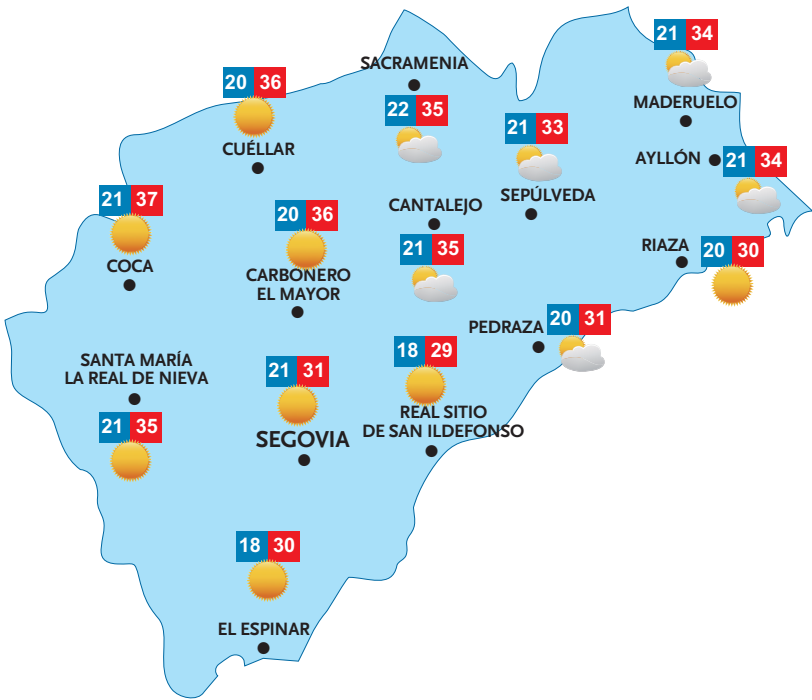 21 34
MADERUELO
SACRAMENIA
22 35
20 36
CUÉLLAR
21 33
SEPÚLVEDA
AYLLÓN
21 34
21 37
COCA
20 36
CARBONERO
EL MAYOR
CANTALEJO
21 35
RIAZA
20 30
PEDRAZA
20 31
SANTA MARÍA
LA REAL DE NIEVA
21 35
21 31
SEGOVIA
18 29
REAL SITIO
DE SAN ILDEFONSO
18 30
EL ESPINAR